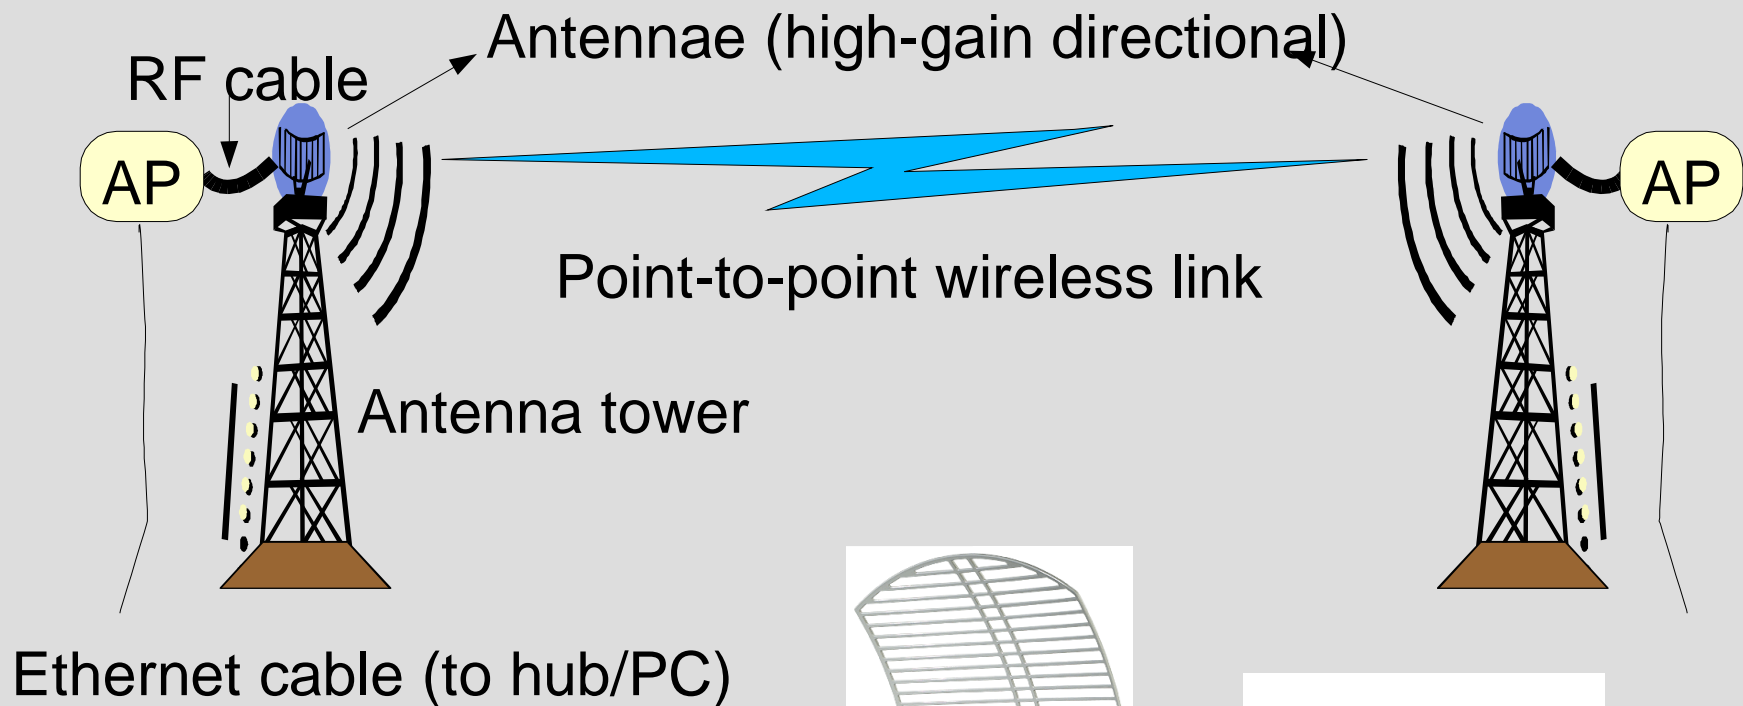 Antennae (high-gain directional)
RF cable
AP
AP
Point-to-point wireless link
Antenna tower
Ethernet cable (to hub/PC)